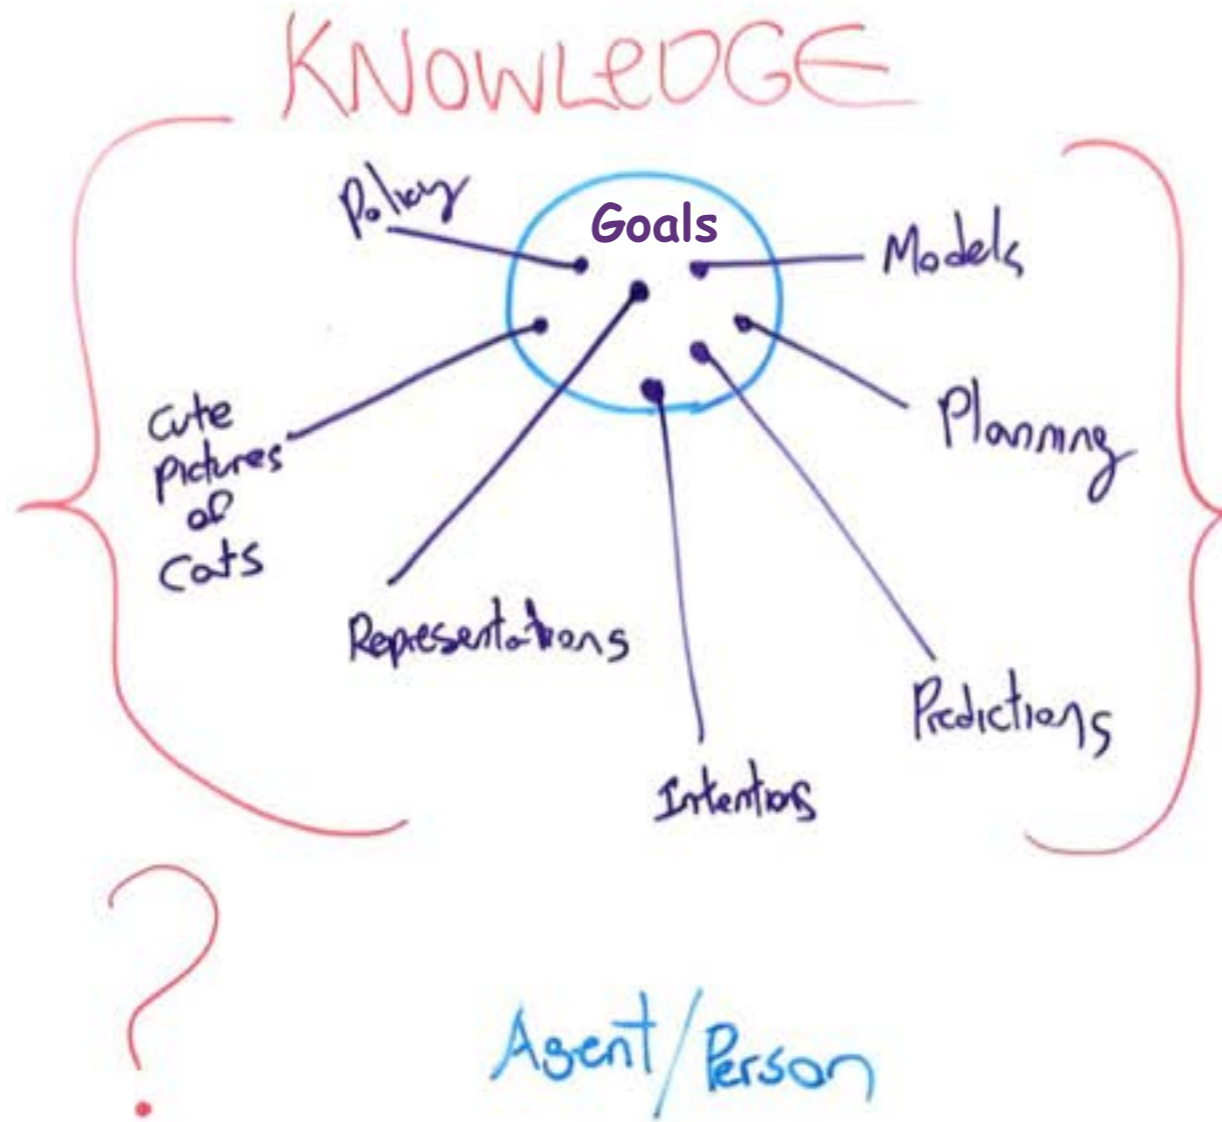 KNOWLEDGE
Policy
Goals
Models
Cute
pictures
of
cats
Planning
Representations
Predictions
Intentions
?
Agent/Person